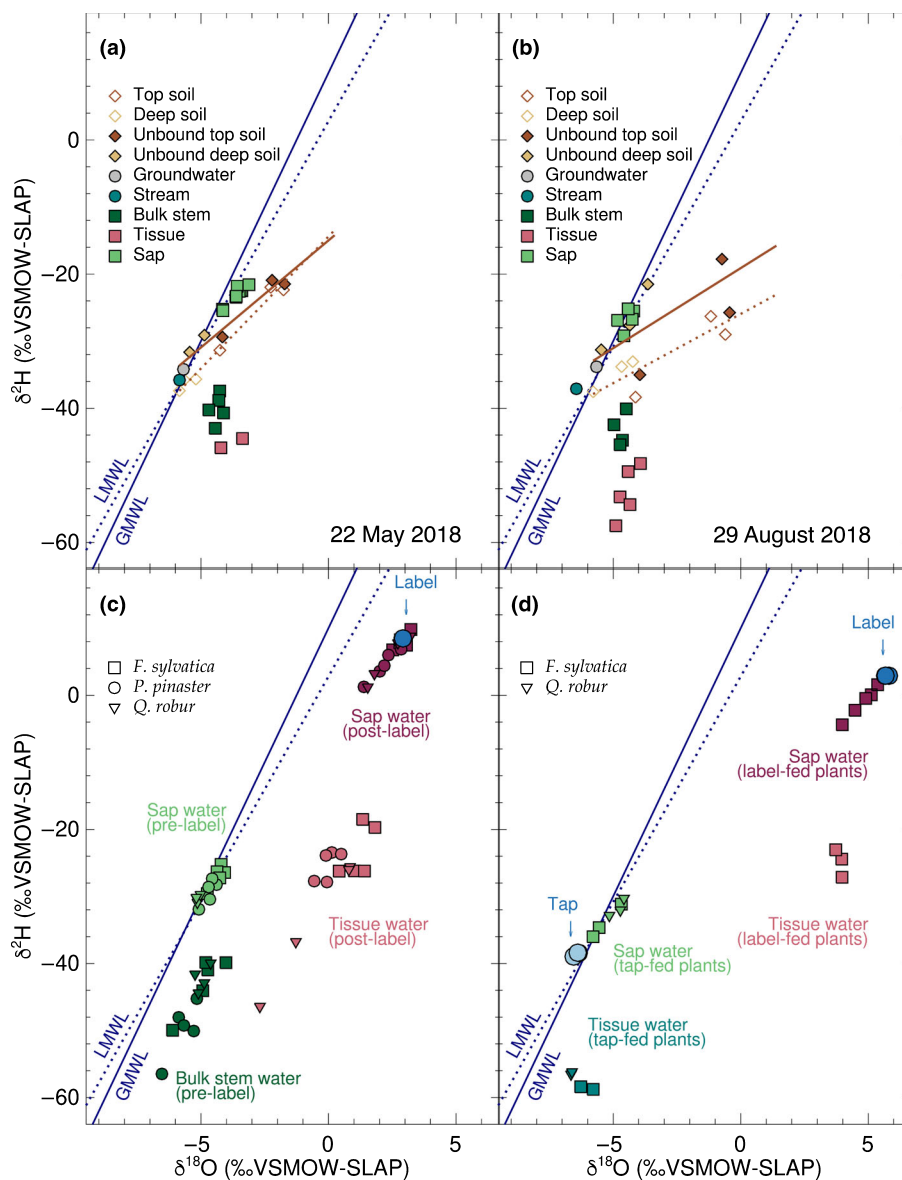 (a)
Top soil
Deep soil
Unbound top soil
Unbound deep soil
Groundwater
Stream
Bulk stem
Tissue
Sap
0
−20
−40
−60
δ²H (‰VSMOW-SLAP)
LMWL
GMWL
22 May 2018
(b)
Top soil
Deep soil
Unbound top soil
Unbound deep soil
Groundwater
Stream
Bulk stem
Tissue
Sap
LMWL
GMWL
29 August 2018
(c)
Label
F. sylvatica
P. pinaster
Q. robur
Sap water
(post-label)
Sap water
(pre-label)
Tissue water
(post-label)
Bulk stem water
(pre-label)
LMWL
GMWL
0
−20
−40
−60
δ²H (‰VSMOW-SLAP)
−5
0
5
δ¹⁸O (‰VSMOW-SLAP)
(d)
Label
F. sylvatica
Q. robur
Sap water
(label-fed plants)
Tap
Tissue water
(label-fed plants)
Sap water
(tap-fed plants)
Tissue water
(tap-fed plants)
LMWL
GMWL
−5
0
5
δ¹⁸O (‰VSMOW-SLAP)